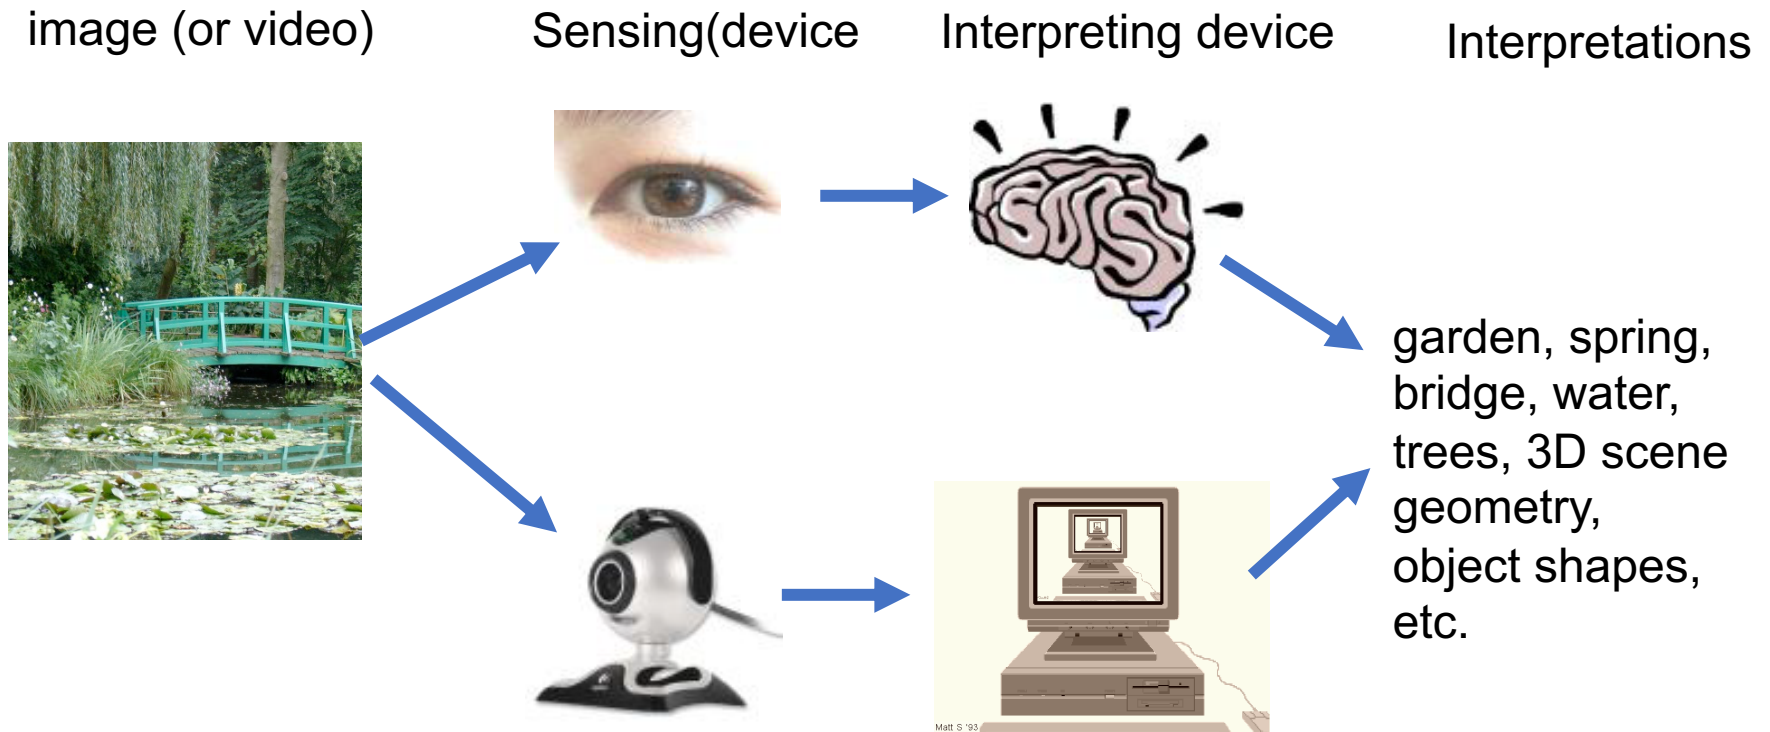 image (or video)
Sensing(device
Interpreting device
Interpretations
garden, spring,
bridge, water,
trees, 3D scene
geometry,
object shapes,
etc.
Matt S '93